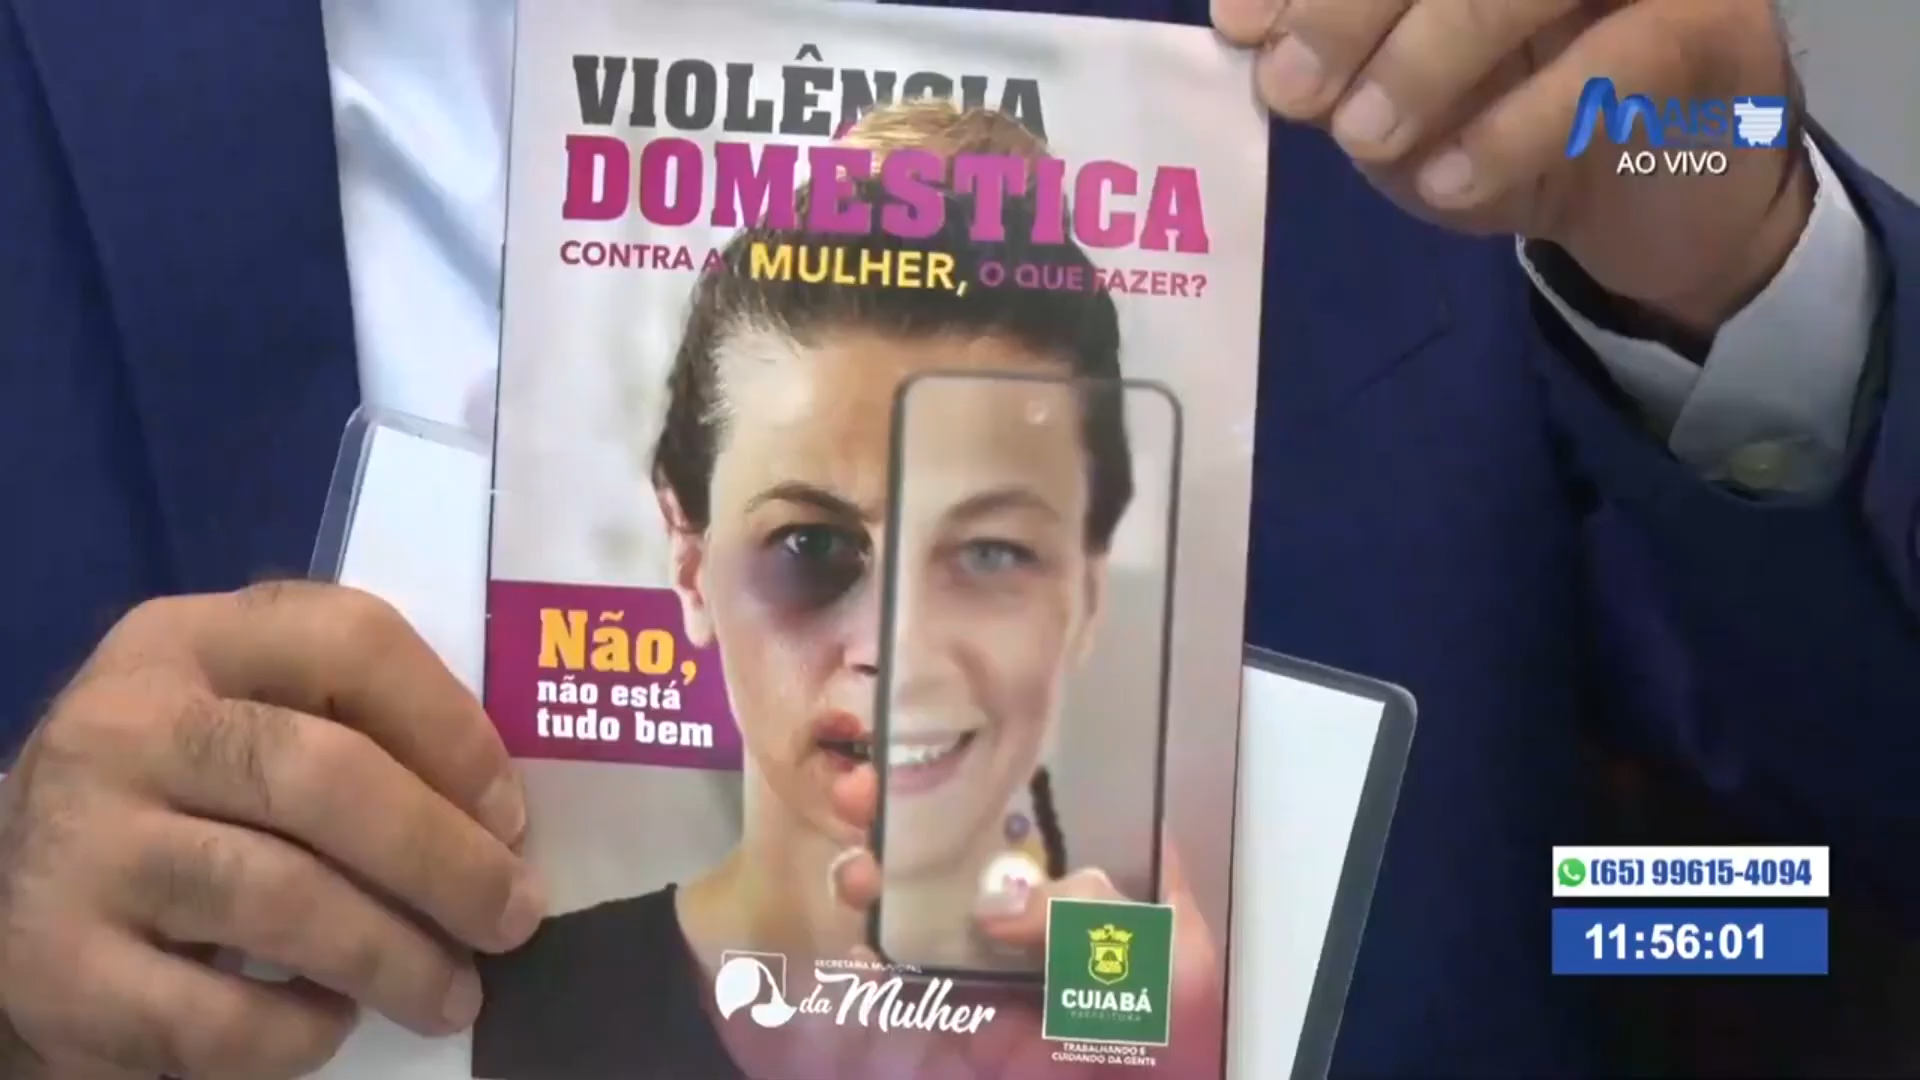 VIOLÊNCIA
DOMÉSTICA
CONTRA A MULHER, O QUE FAZER?
Não,
não está
tudo bem
SECRETARIA MUNICIPAL
da Mulher
CUIABÁ
PREFEITURA
TRABALHANDO E
CUIDANDO DA GENTE
MAIS
AO VIVO
(65) 99615-4094
11:56:01